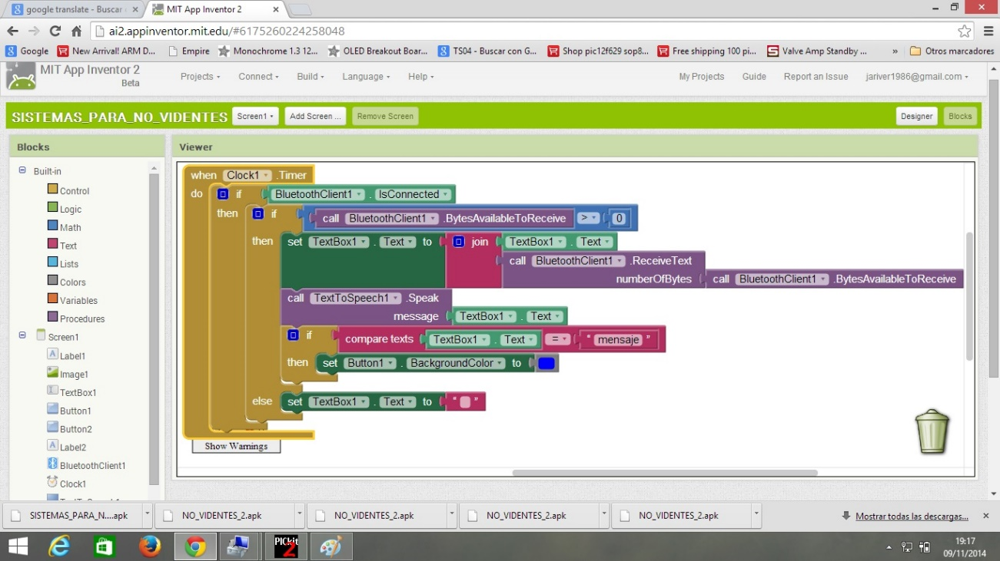 google translate - Buscar
MIT App Inventor 2
ai2.appinventor.mit.edu/#6175260224258048
Google New Arrival! ARM D... Empire Monochrome 1.3 12... OLED Breakout Boar... TS04 - Buscar con G... Shop pic12f629 sop8... Free shipping 100 pi... Valve Amp Standby ... » Otros marcadores
MIT App Inventor 2
Beta
Projects Connect Build Language Help My Projects Guide Report an Issue jariver1986@gmail.com
SISTEMAS_PARA_NO_VIDENTES Screen1 Add Screen ... Remove Screen Designer Blocks
Blocks
Viewer
Built-in
Control
Logic
Math
Text
Lists
Colors
Variables
Procedures
Screen1
Label1
Image1
TextBox1
Button1
Button2
Label2
BluetoothClient1
Clock1
when Clock1 .Timer
do if BluetoothClient1 . IsConnected
then if call BluetoothClient1 .BytesAvailableToReceive > 0
then set TextBox1 . Text to join TextBox1 . Text
call BluetoothClient1 .ReceiveText
numberOfBytes call BluetoothClient1 .BytesAvailableToReceive
call TextToSpeech1 .Speak
message TextBox1 . Text
if compare texts TextBox1 . Text = " mensaje "
then set Button1 . BackgroundColor to
else set TextBox1 . Text to " "
Show Warnings
SISTEMAS_PARA_N....apk NO_VIDENTES_2.apk NO_VIDENTES_2.apk NO_VIDENTES_2.apk NO_VIDENTES_2.apk Mostrar todas las descargas...
PICkit
2
19:17
09/11/2014